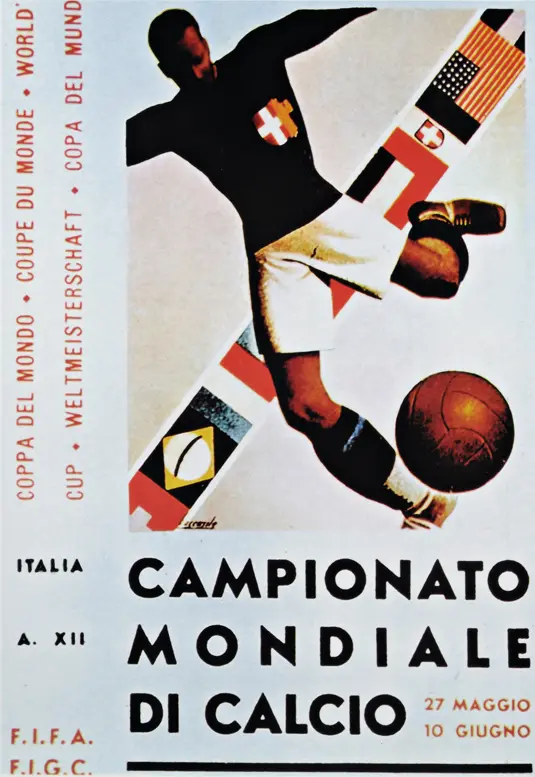 COPPA DEL MONDO • COUPE DU MONDE • WORLD'
CUP • WELTMEISTERSCHAFT • COPA DEL MUND
ITALIA
A. XII
F.I.F.A.
F.I.G.C.
CAMPIONATO
MONDIALE
DI CALCIO
27 MAGGIO
10 GIUGNO